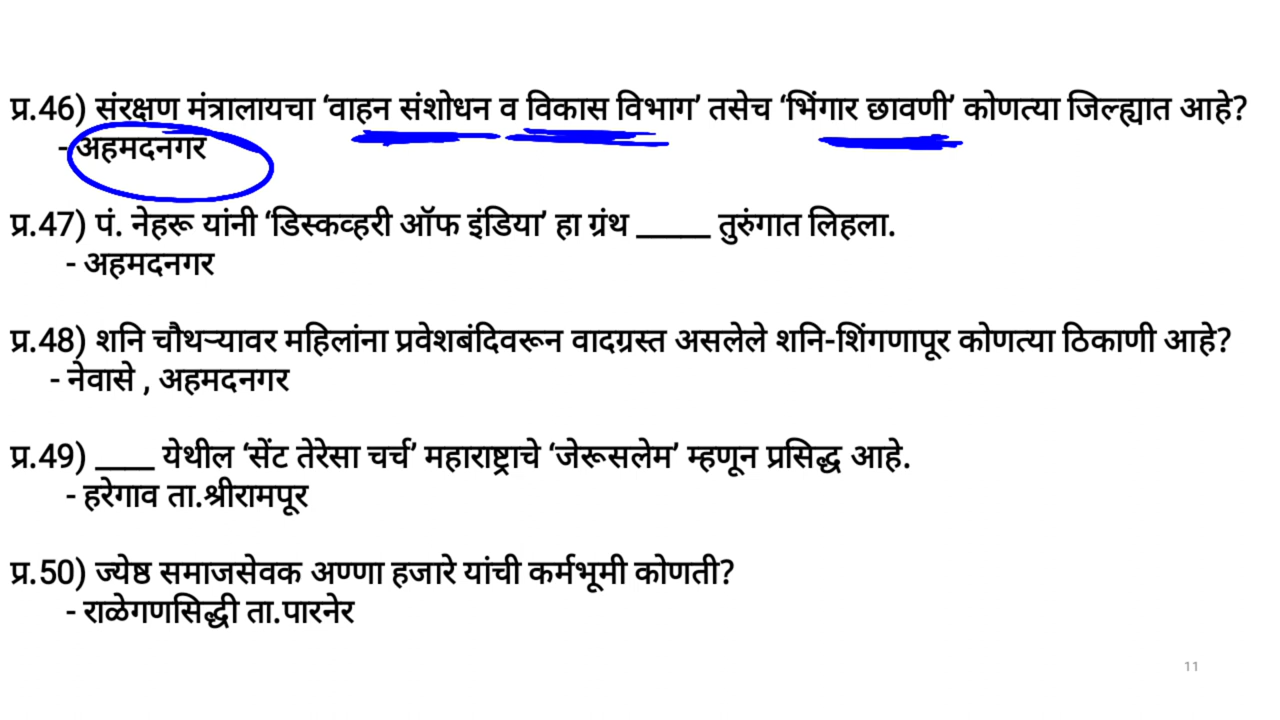 प्र.46) संरक्षण मंत्रालायचा ‘वाहन संशोधन व विकास विभाग’ तसेच ‘भिंगार छावणी’ कोणत्या जिल्ह्यात आहे?
- अहमदनगर
प्र.47) पं. नेहरू यांनी ‘डिस्कव्हरी ऑफ इंडिया’ हा ग्रंथ _____ तुरुंगात लिहला.
- अहमदनगर
प्र.48) शनि चौथऱ्यावर महिलांना प्रवेशबंदिवरून वादग्रस्त असलेले शनि-शिंगणापूर कोणत्या ठिकाणी आहे?
- नेवासे , अहमदनगर
प्र.49) ____ येथील ‘सेंट तेरेसा चर्च’ महाराष्ट्राचे ‘जेरूसलेम’ म्हणून प्रसिद्ध आहे.
- हरेगाव ता.श्रीरामपूर
प्र.50) ज्येष्ठ समाजसेवक अण्णा हजारे यांची कर्मभूमी कोणती?
- राळेगणसिद्धी ता.पारनेर
11